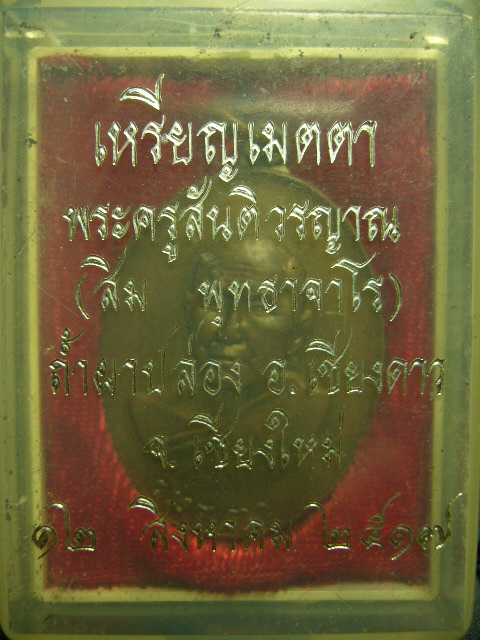 เหรียญเมตตา
พระครูสันติวรญาณ
(สิม พุทธาจาโร)
ถ้ำผาปล่อง อ.เชียงดาว
จ.เชียงใหม่
๑๒ สิงหาคม ๒๕๑๗